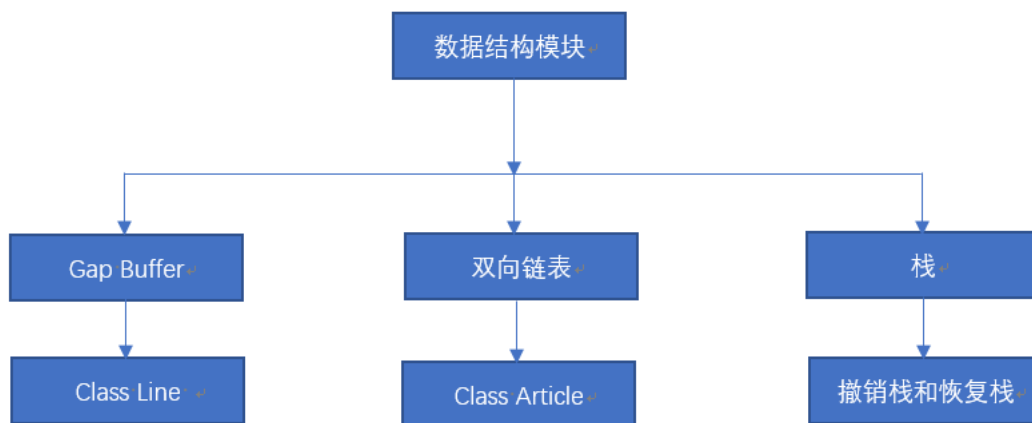 数据结构模块
Gap Buffer
双向链表
栈
Class Line
Class Article
撤销栈和恢复栈